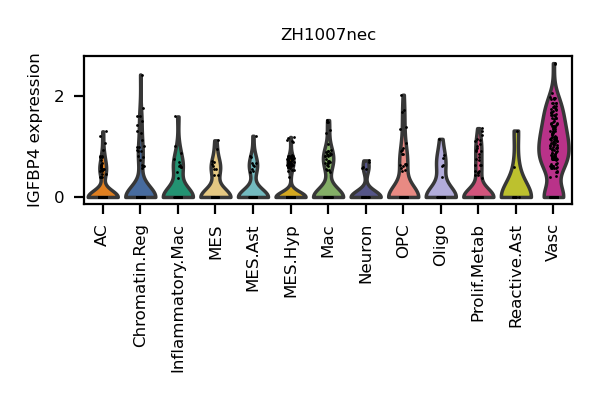 ZH1007nec
IGFBP4 expression
2
0
AC
Chromatin.Reg
Inflammatory.Mac
MES
MES.Ast
MES.Hyp
Mac
Neuron
OPC
Oligo
Prolif.Metab
Reactive.Ast
Vasc